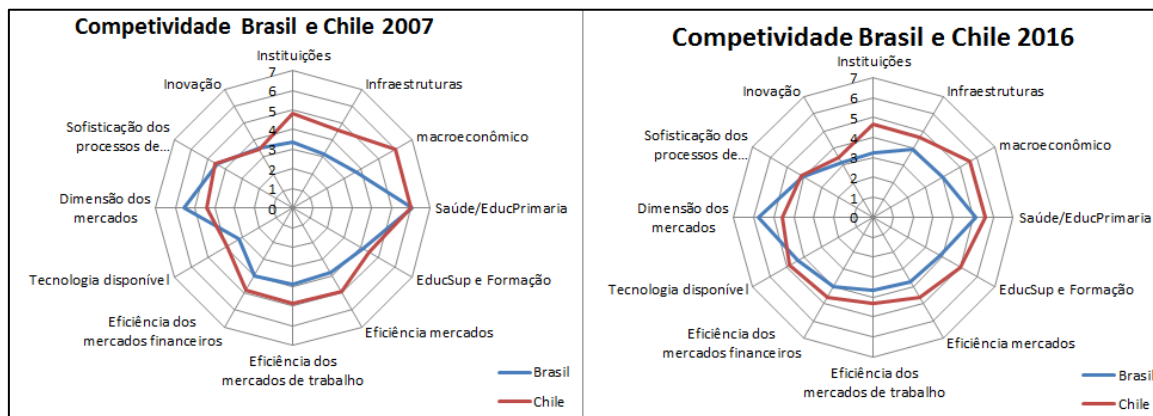 Competividade Brasil e Chile 2007
Instituições
7
6
5
4
3
2
1
0
Infraestruturas
macroeconômico
Saúde/EducPrimaria
EducSup e Formação
Eficiência mercados
Eficiência dos
mercados de trabalho
Eficiência dos
mercados financeiros
Tecnologia disponível
Dimensão dos
mercados
Sofisticação dos
processos de...
Inovação
Brasil
Chile
Competividade Brasil e Chile 2016
Instituições
7
6
5
4
3
2
1
0
Infraestruturas
macroeconômico
Saúde/EducPrimaria
EducSup e Formação
Eficiência mercados
Eficiência dos
mercados de trabalho
Eficiência dos
mercados financeiros
Tecnologia disponível
Dimensão dos
mercados
Sofisticação dos
processos de...
Inovação
Brasil
Chile